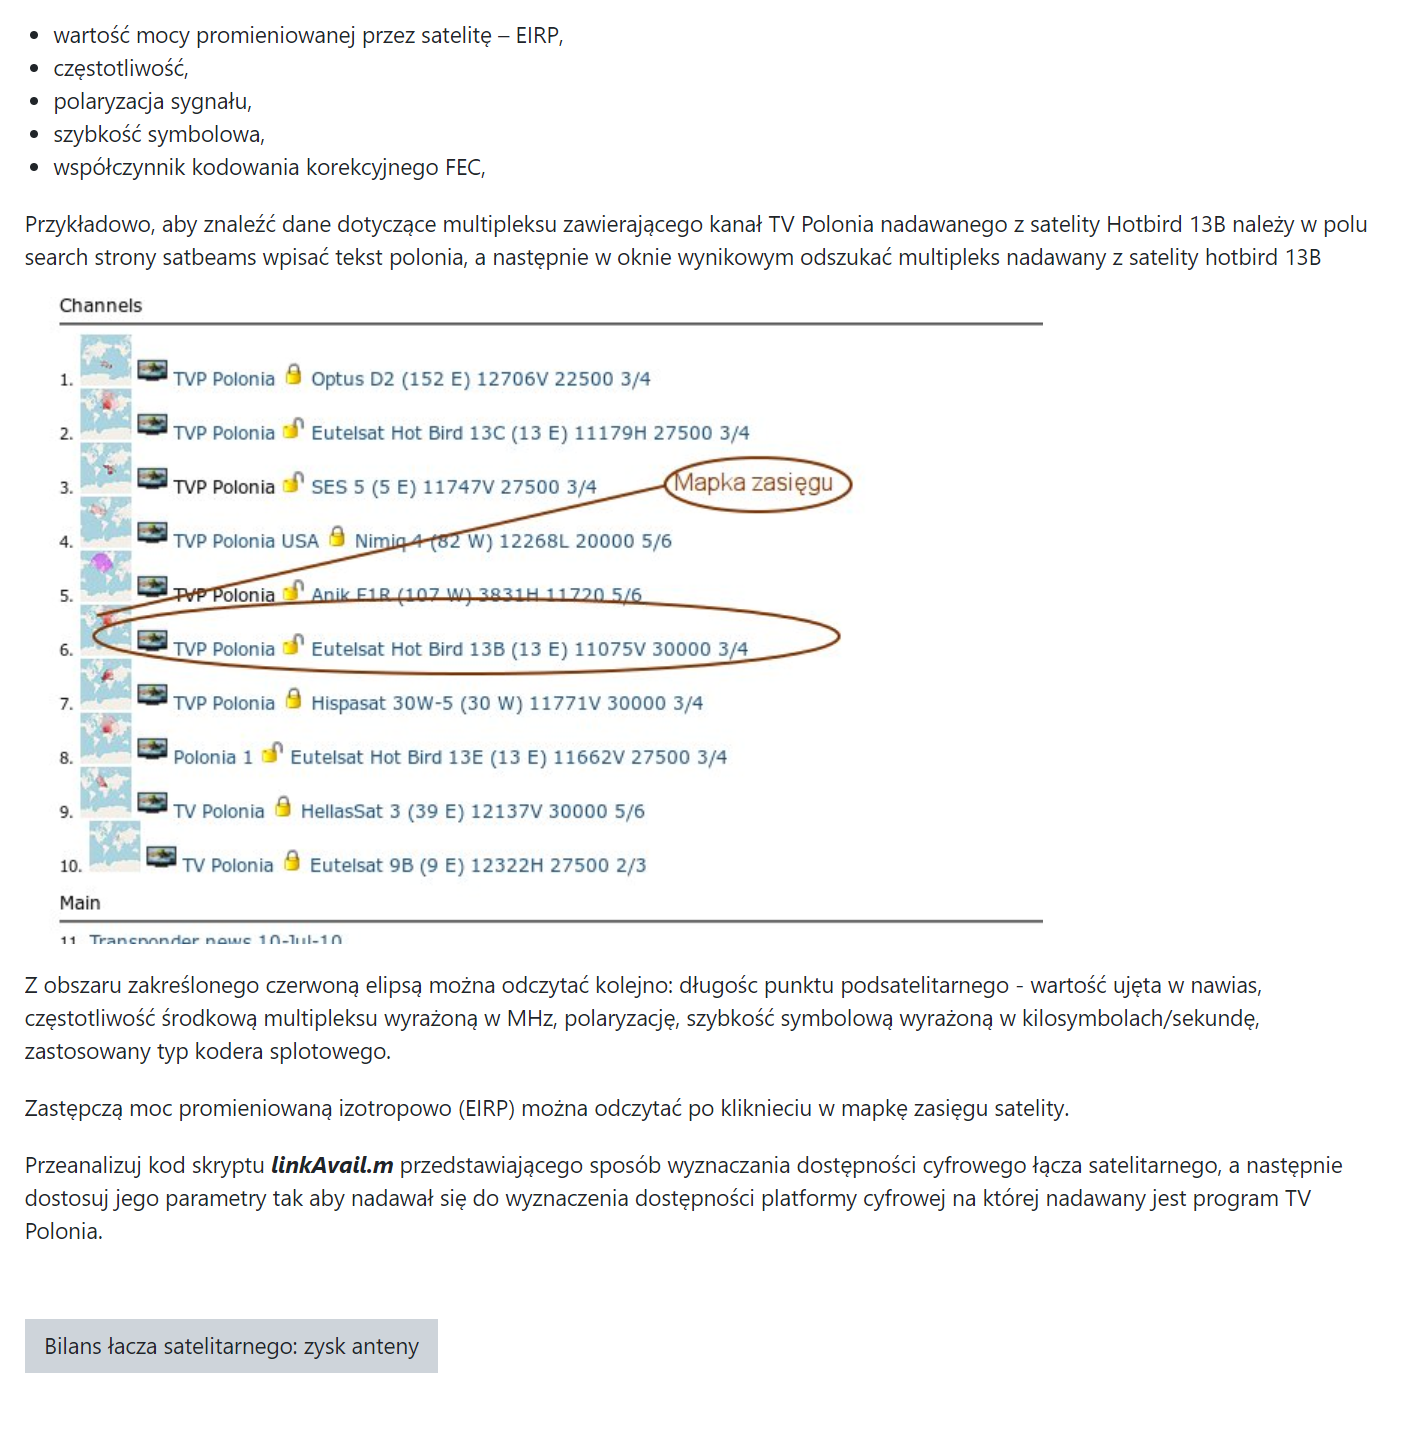 wartość mocy promieniowanej przez satelitę – EIRP,
częstotliwość,
polaryzacja sygnału,
szybkość symbolowa,
współczynnik kodowania korekcyjnego FEC,
Przykładowo, aby znaleźć dane dotyczące multipleksu zawierającego kanał TV Polonia nadawanego z satelity Hotbird 13B należy w polu
search strony satbeams wpisać tekst polonia, a następnie w oknie wynikowym odszukać multipleks nadawany z satelity hotbird 13B
Channels
1. TVP Polonia Optus D2 (152 E) 12706V 22500 3/4
2. TVP Polonia Eutelsat Hot Bird 13C (13 E) 11179H 27500 3/4
Mapka zasięgu
3. TVP Polonia SES 5 (5 E) 11747V 27500 3/4
4. TVP Polonia USA Nimiq 4 (82 W) 12268L 20000 5/6
5. TVP Polonia Anik F1R (107 W) 3831H 11720 5/6
6. TVP Polonia Eutelsat Hot Bird 13B (13 E) 11075V 30000 3/4
7. TVP Polonia Hispasat 30W-5 (30 W) 11771V 30000 3/4
8. Polonia 1 Eutelsat Hot Bird 13E (13 E) 11662V 27500 3/4
9. TV Polonia HellasSat 3 (39 E) 12137V 30000 5/6
10. TV Polonia Eutelsat 9B (9 E) 12322H 27500 2/3
Main
11. Transponder news 10-Jul-10
Z obszaru zakreślonego czerwoną elipsą można odczytać kolejno: długośc punktu podsatelitarnego - wartość ujęta w nawias,
częstotliwość środkową multipleksu wyrażoną w MHz, polaryzację, szybkość symbolową wyrażoną w kilosymbolach/sekundę,
zastosowany typ kodera splotowego.
Zastępczą moc promieniowaną izotropowo (EIRP) można odczytać po kliknieciu w mapkę zasięgu satelity.
Przeanalizuj kod skryptu linkAvail.m przedstawiającego sposób wyznaczania dostępności cyfrowego łącza satelitarnego, a następnie
dostosuj jego parametry tak aby nadawał się do wyznaczenia dostępności platformy cyfrowej na której nadawany jest program TV
Polonia.
Bilans łacza satelitarnego: zysk anteny